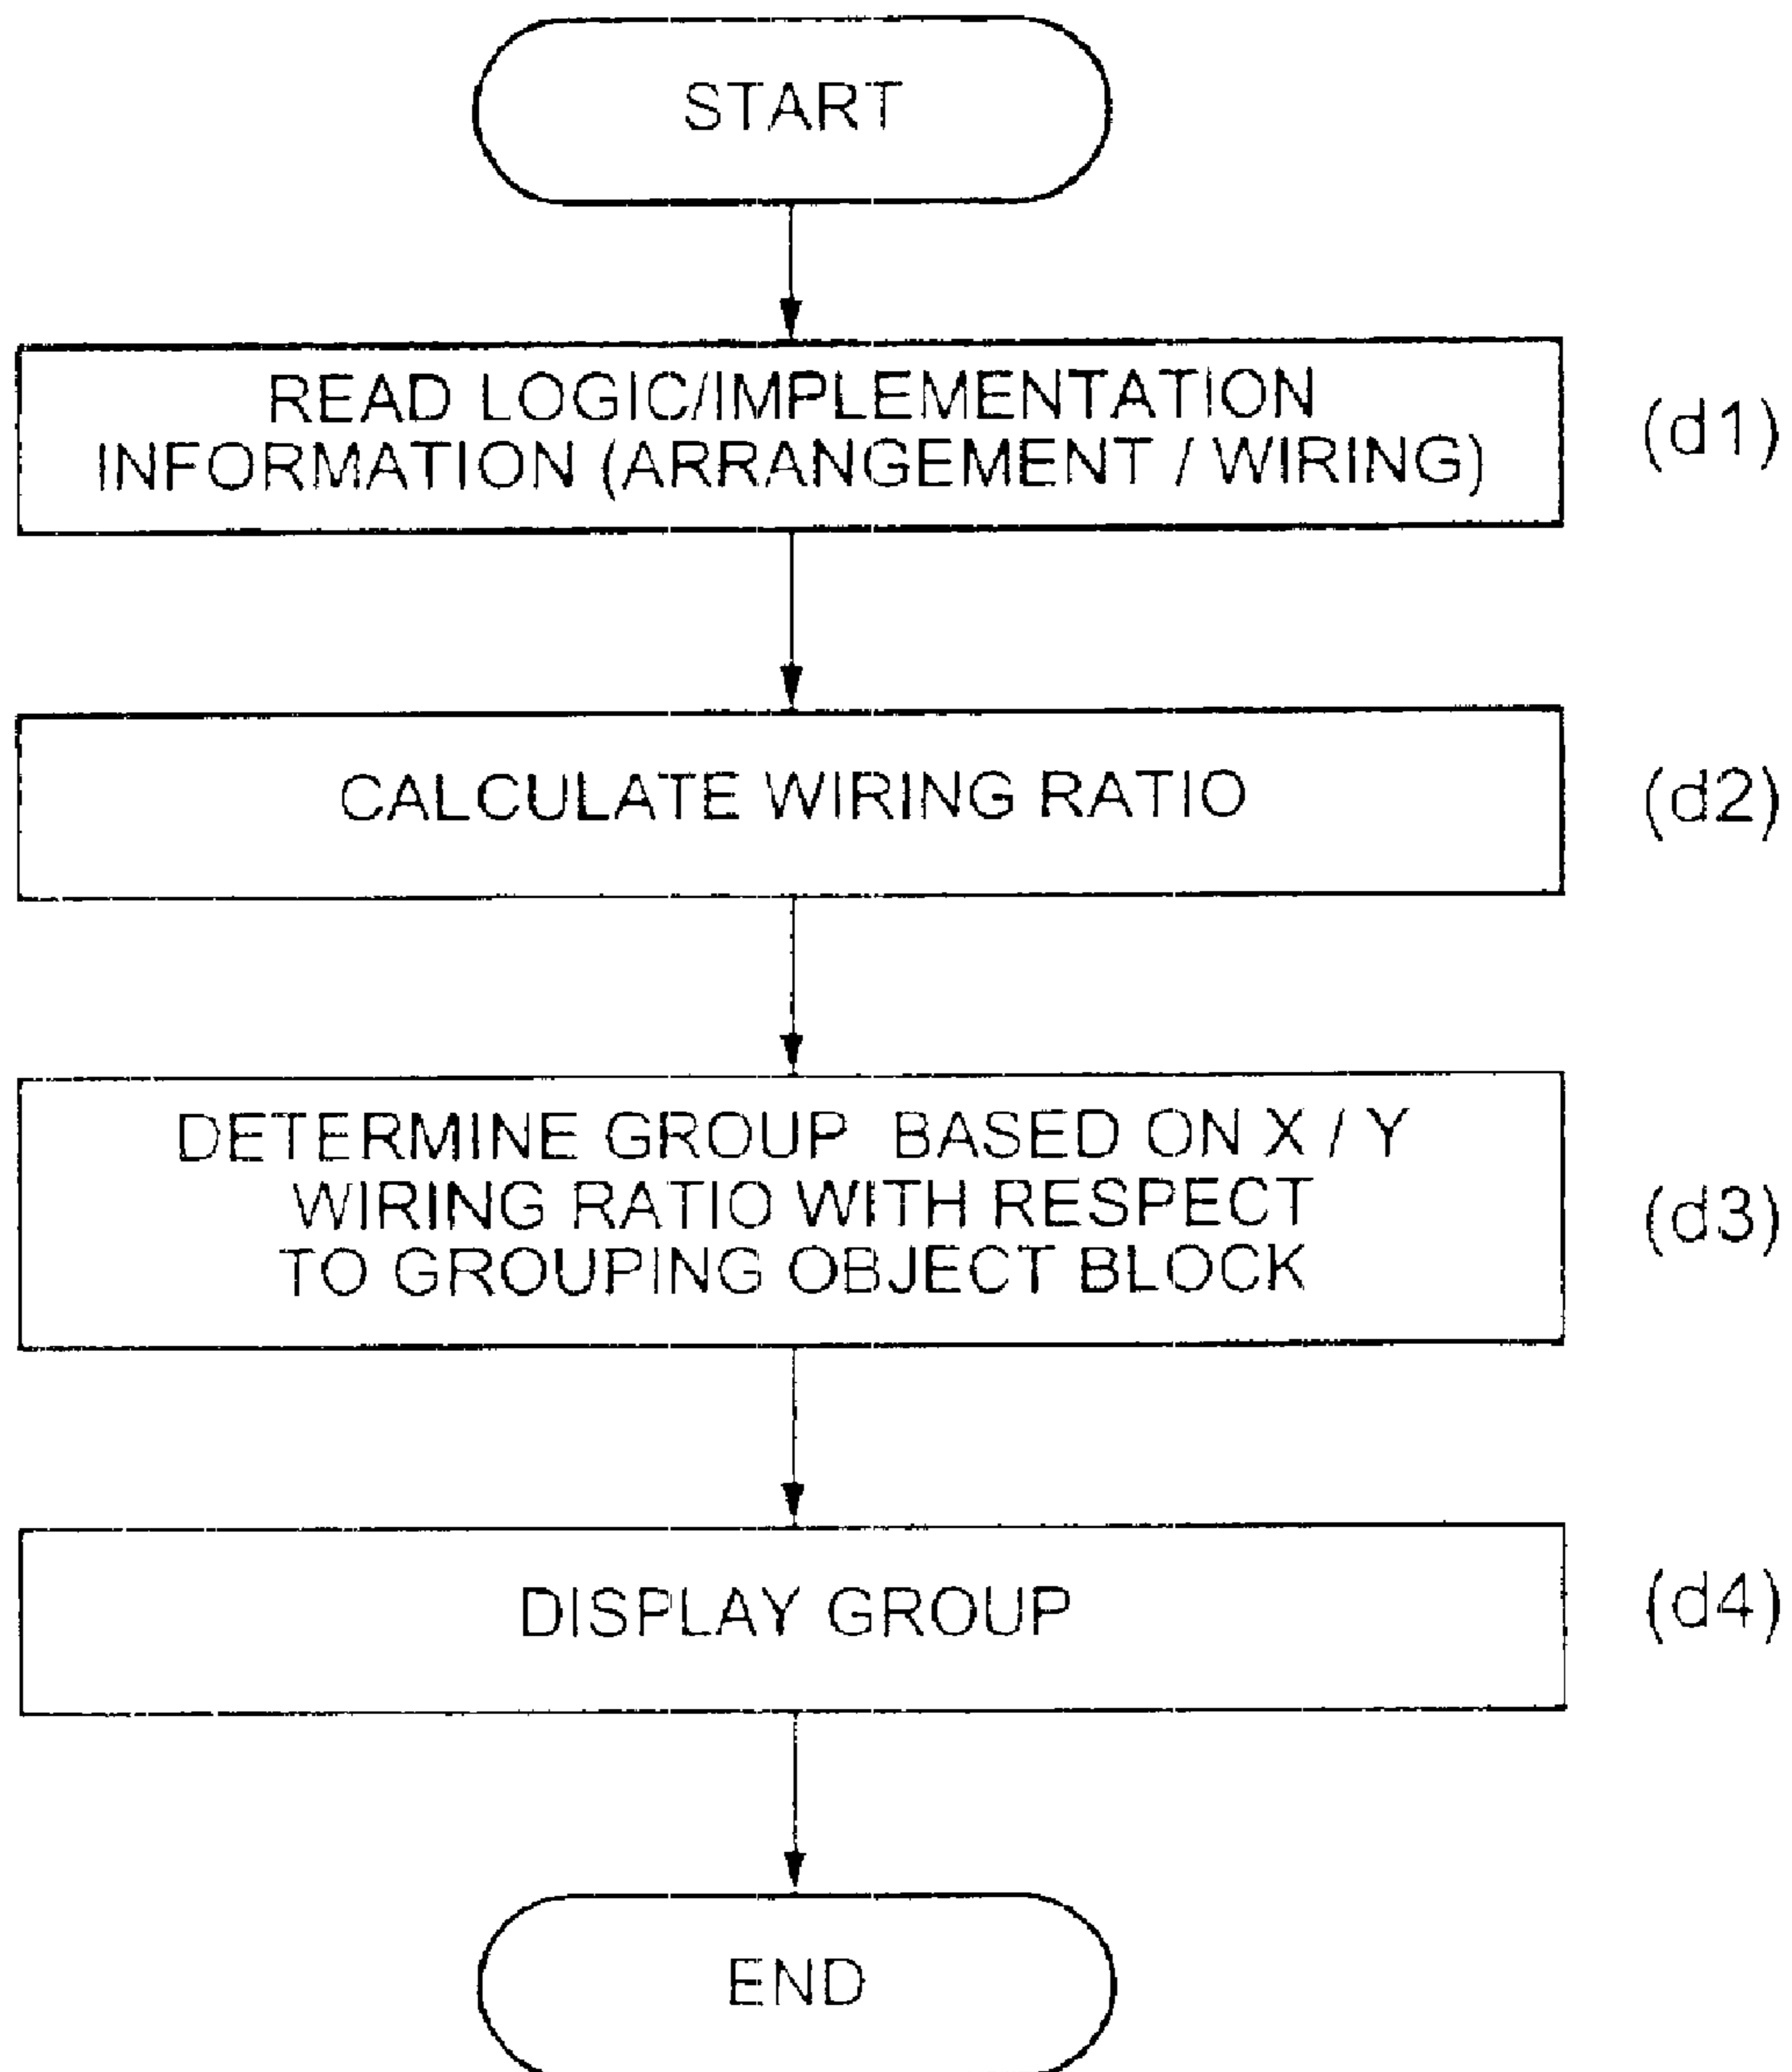 START
READ LOGIC/IMPLEMENTATION
INFORMATION (ARRANGEMENT / WIRING)
(d1)
CALCULATE WIRING RATIO
(d2)
DETERMINE GROUP BASED ON X / Y
WIRING RATIO WITH RESPECT
TO GROUPING OBJECT BLOCK
(d3)
DISPLAY GROUP
(d4)
END